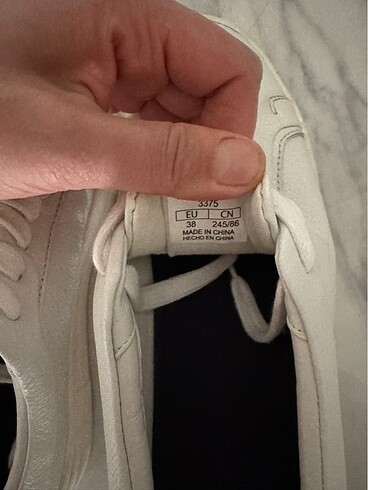 3375
EU CN
38 245/86
MADE IN CHINA
HECHO EN CHINA